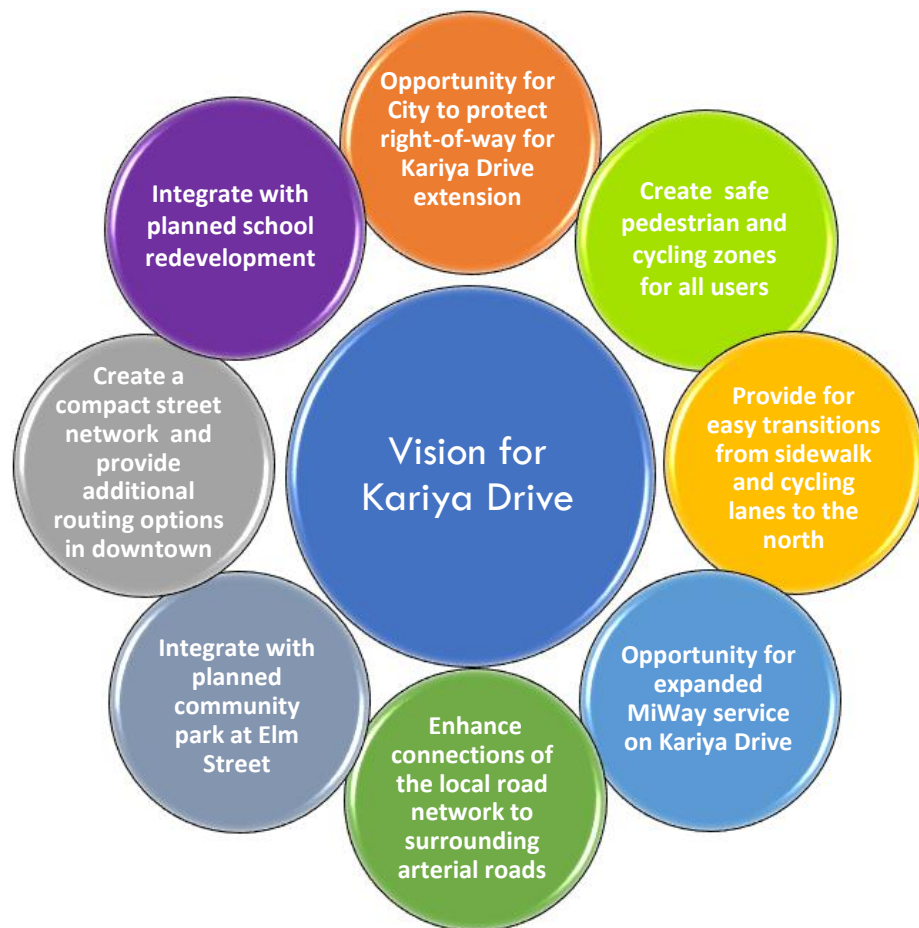 Opportunity for
City to protect
right-of-way for
Kariya Drive
extension
Create safe
pedestrian and
cycling zones
for all users
Provide for
easy transitions
from sidewalk
and cycling
lanes to the
north
Opportunity for
expanded
MiWay service
on Kariya Drive
Enhance
connections of
the local road
network to
surrounding
arterial roads
Integrate with
planned
community
park at Elm
Street
Create a
compact street
network and
provide
additional
routing options
in downtown
Integrate with
planned school
redevelopment
Vision for
Kariya Drive